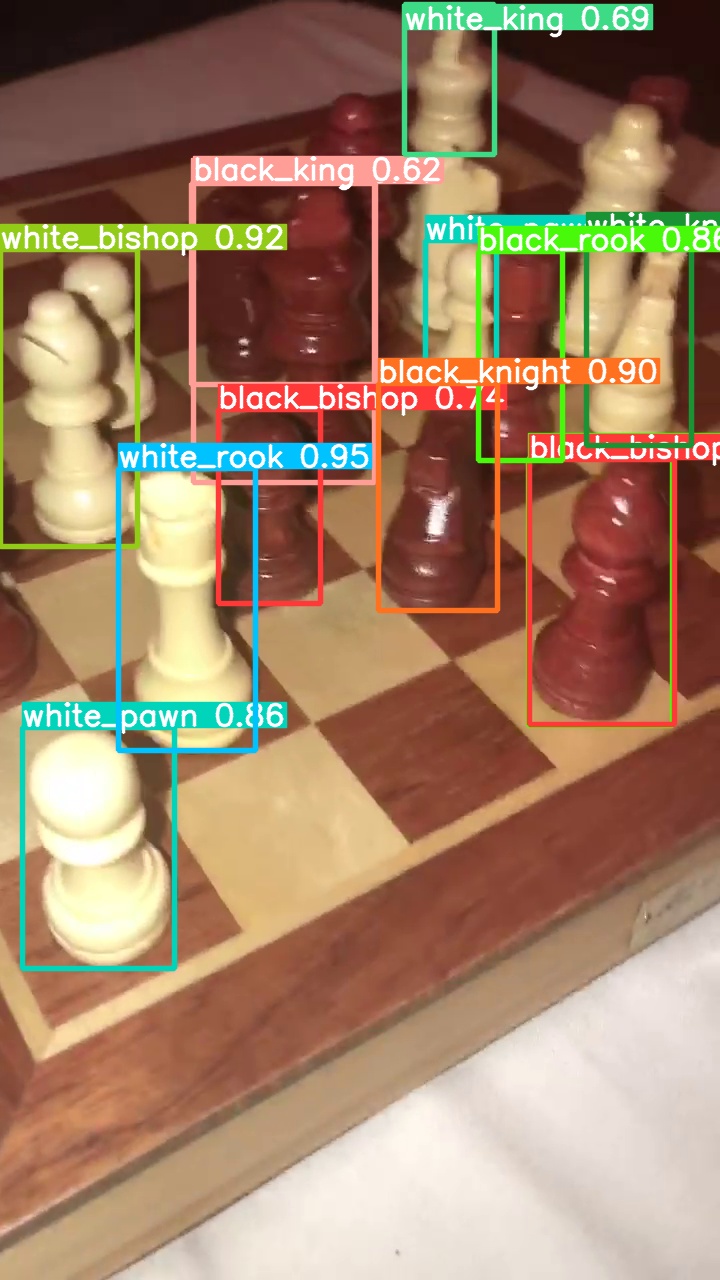 white_king 0.69
black_king 0.62
white_bishop 0.92
black_rook 0.86
black_knight 0.90
black_bishop 0.74
black_bishop
white_rook 0.95
white_pawn 0.86